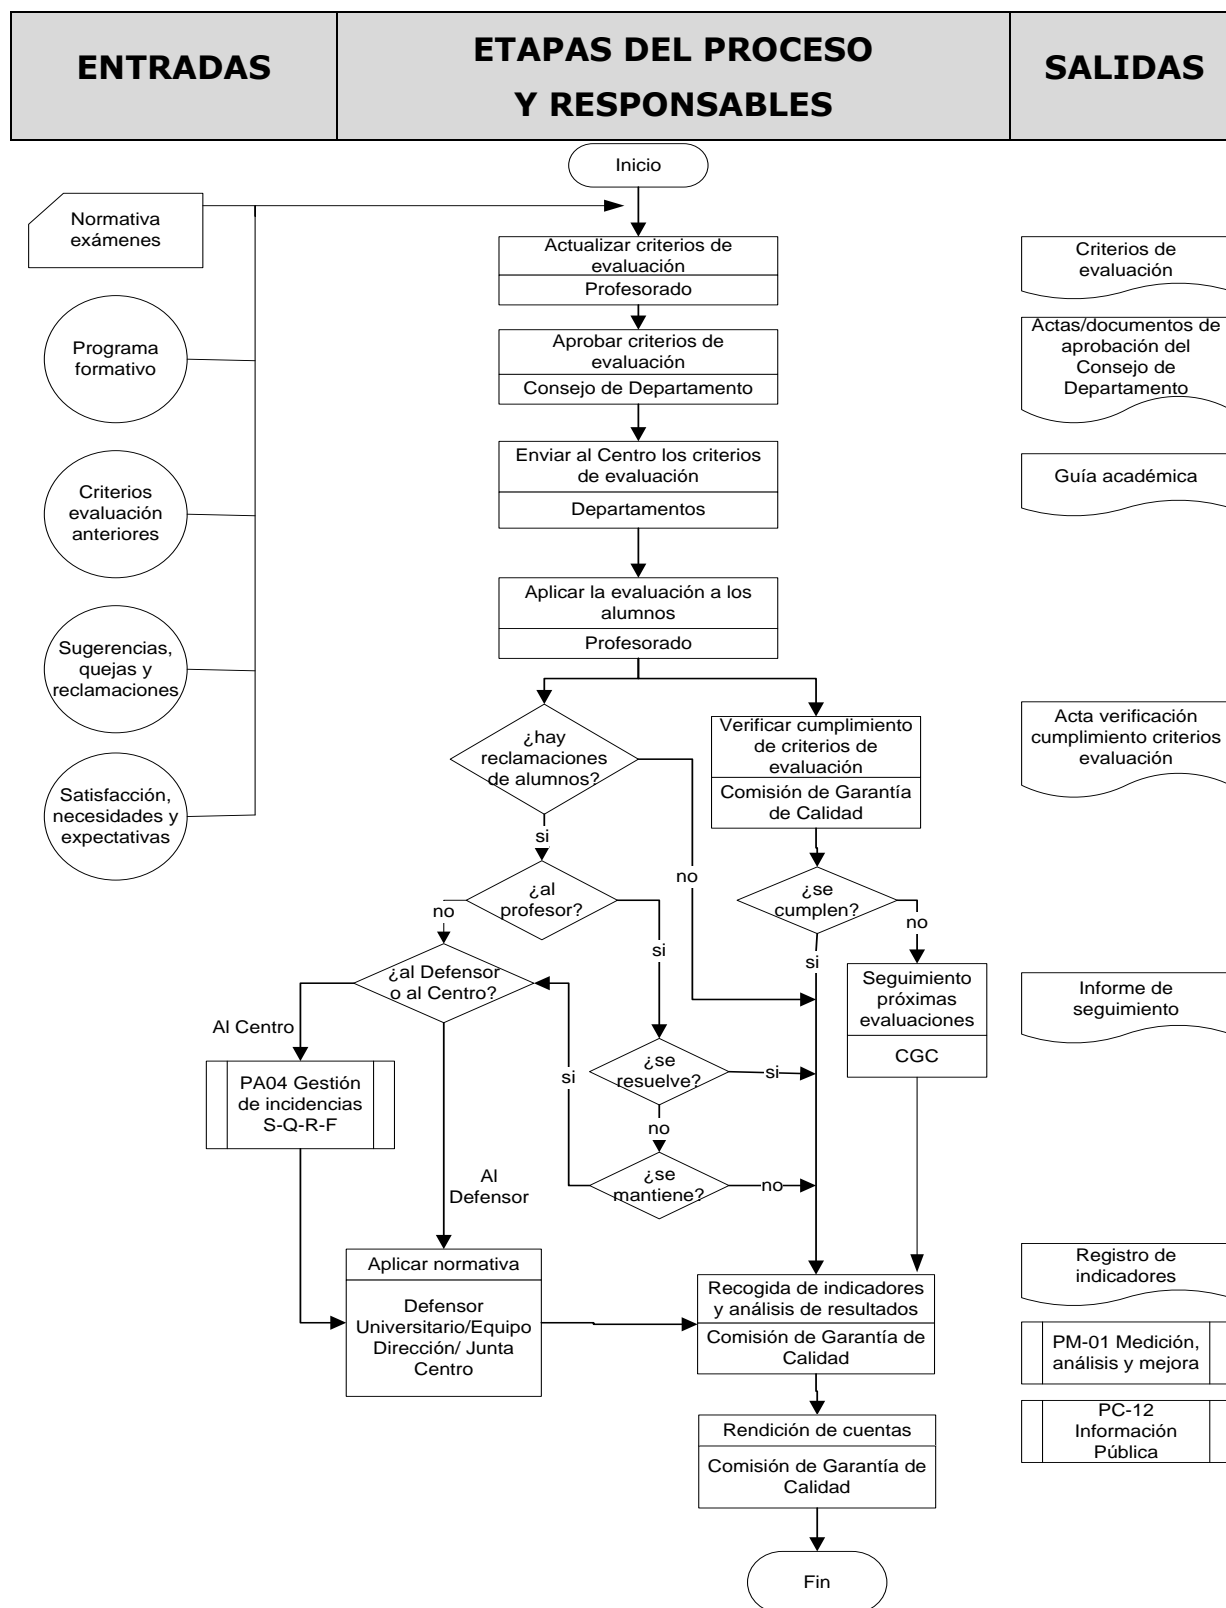 ENTRADAS
ETAPAS DEL PROCESO
Y RESPONSABLES
SALIDAS
Inicio
Normativa
exámenes
Actualizar criterios de
evaluación
Profesorado
Criterios de
evaluación
Programa
formativo
Aprobar criterios de
evaluación
Consejo de Departamento
Actas/documentos de
aprobación del
Consejo de
Departamento
Criterios
evaluación
anteriores
Enviar al Centro los criterios
de evaluación
Departamentos
Guía académica
Aplicar la evaluación a los
alumnos
Profesorado
Sugerencias,
quejas y
reclamaciones
¿hay
reclamaciones
de alumnos?
Verificar cumplimiento
de criterios de
evaluación
Comisión de Garantía
de Calidad
Acta verificación
cumplimiento criterios
evaluación
Satisfacción,
necesidades y
expectativas
si
no
¿al
profesor?
¿se
cumplen?
no
si
si
no
¿al Defensor
o al Centro?
Seguimiento
próximas
evaluaciones
CGC
Informe de
seguimiento
Al Centro
PA04 Gestión
de incidencias
S-Q-R-F
si
¿se
resuelve?
si
no
¿se
mantiene?
no
Al
Defensor
Aplicar normativa
Defensor
Universitario/Equipo
Dirección/ Junta
Centro
Recogida de indicadores
y análisis de resultados
Comisión de Garantía de
Calidad
Registro de
indicadores
PM-01 Medición,
análisis y mejora
PC-12
Información
Pública
Rendición de cuentas
Comisión de Garantía de
Calidad
Fin